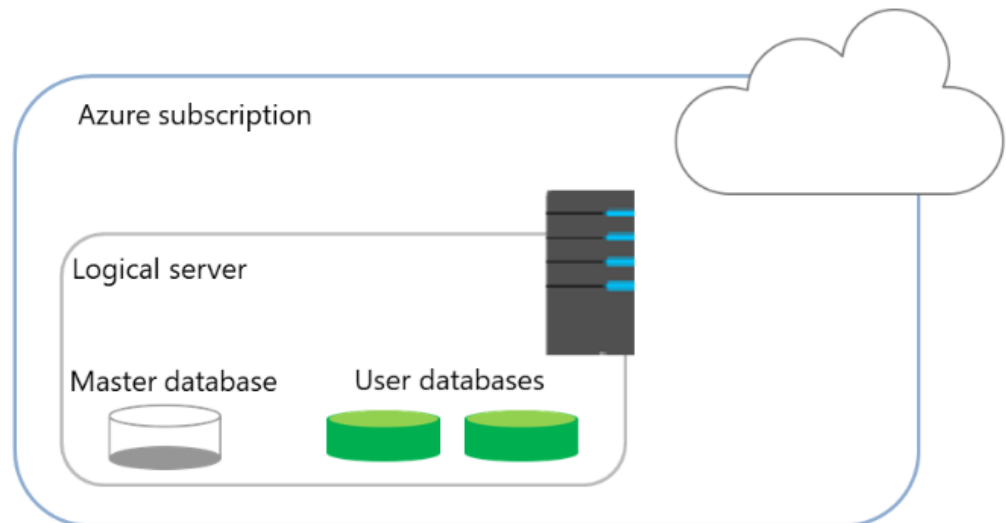 Azure subscription
Logical server
Master database
User databases